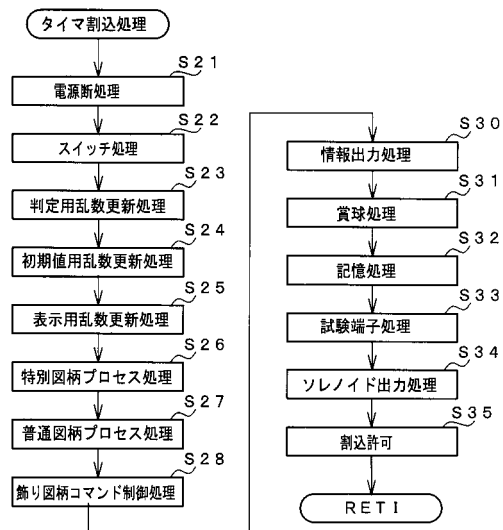 タイマ割込処理
S21
電源断処理
S22
スイッチ処理
S23
判定用乱数更新処理
S24
初期値用乱数更新処理
S25
表示用乱数更新処理
S26
特別図柄プロセス処理
S27
普通図柄プロセス処理
S28
飾り図柄コマンド制御処理
S30
情報出力処理
S31
賞球処理
S32
記憶処理
S33
試験端子処理
S34
ソレノイド出力処理
S35
割込許可
RETI